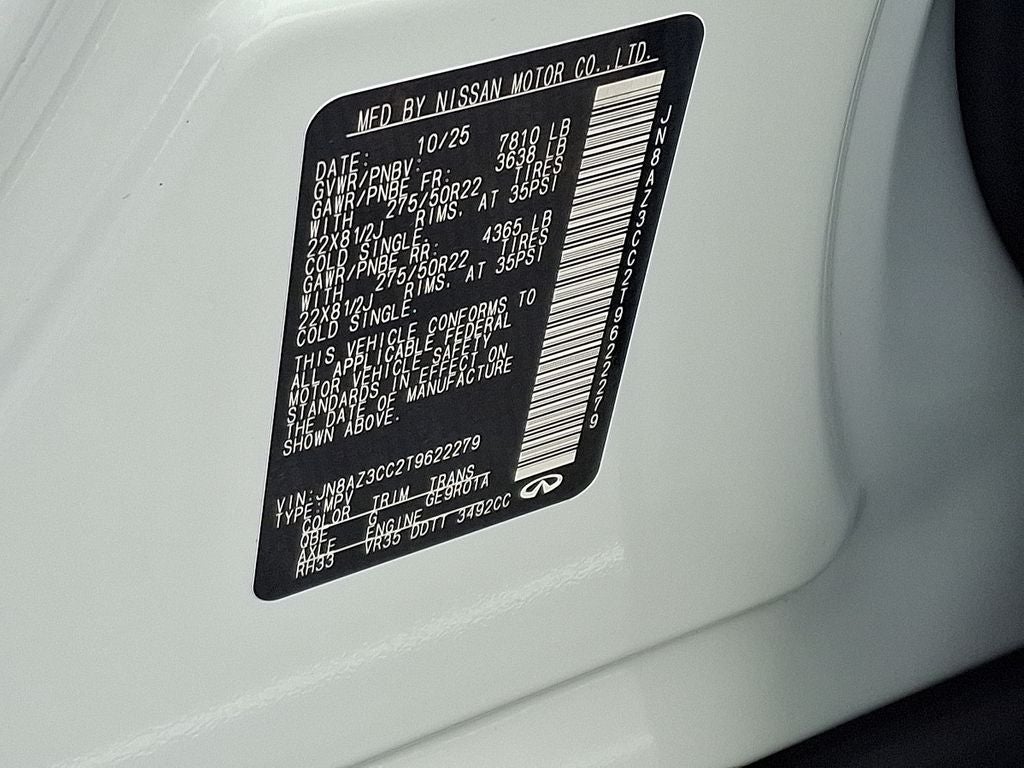 MFD BY NISSAN MOTOR CO.,LTD.
DATE: 10/25
GVWR/PNBV: 7810 LB
GAWR/PNBE FR: 3638 LB
WITH 275/50R22 TIRES
22X81/2J RIMS, AT 35PSI
COLD SINGLE.
GAWR/PNBE RR: 4365 LB
WITH 275/50R22 TIRES
22X81/2J RIMS, AT 35PSI
COLD SINGLE.
THIS VEHICLE CONFORMS TO
ALL APPLICABLE FEDERAL
MOTOR VEHICLE SAFETY
STANDARDS IN EFFECT ON
THE DATE OF MANUFACTURE
SHOWN ABOVE.
VIN:JN8AZ3CC2T9622279
TYPE:MPV
COLOR TRIM TRANS
QBE G GE9R01A
AXLE ENGINE
RH33 VR35 DDTT 3492CC
JN8AZ3CC2T9622279